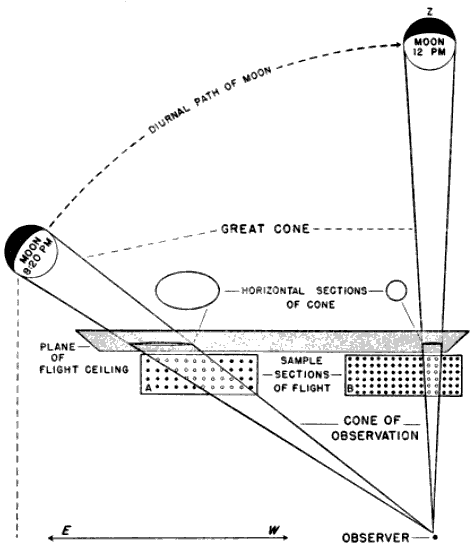 Z
MOON
12 PM
DIURNAL PATH OF MOON
MOON
8:20 PM
GREAT CONE
HORIZONTAL SECTIONS
OF CONE
PLANE
OF
FLIGHT CEILING
SAMPLE
SECTIONS
OF FLIGHT
A
B
CONE OF
OBSERVATION
E
W
OBSERVER